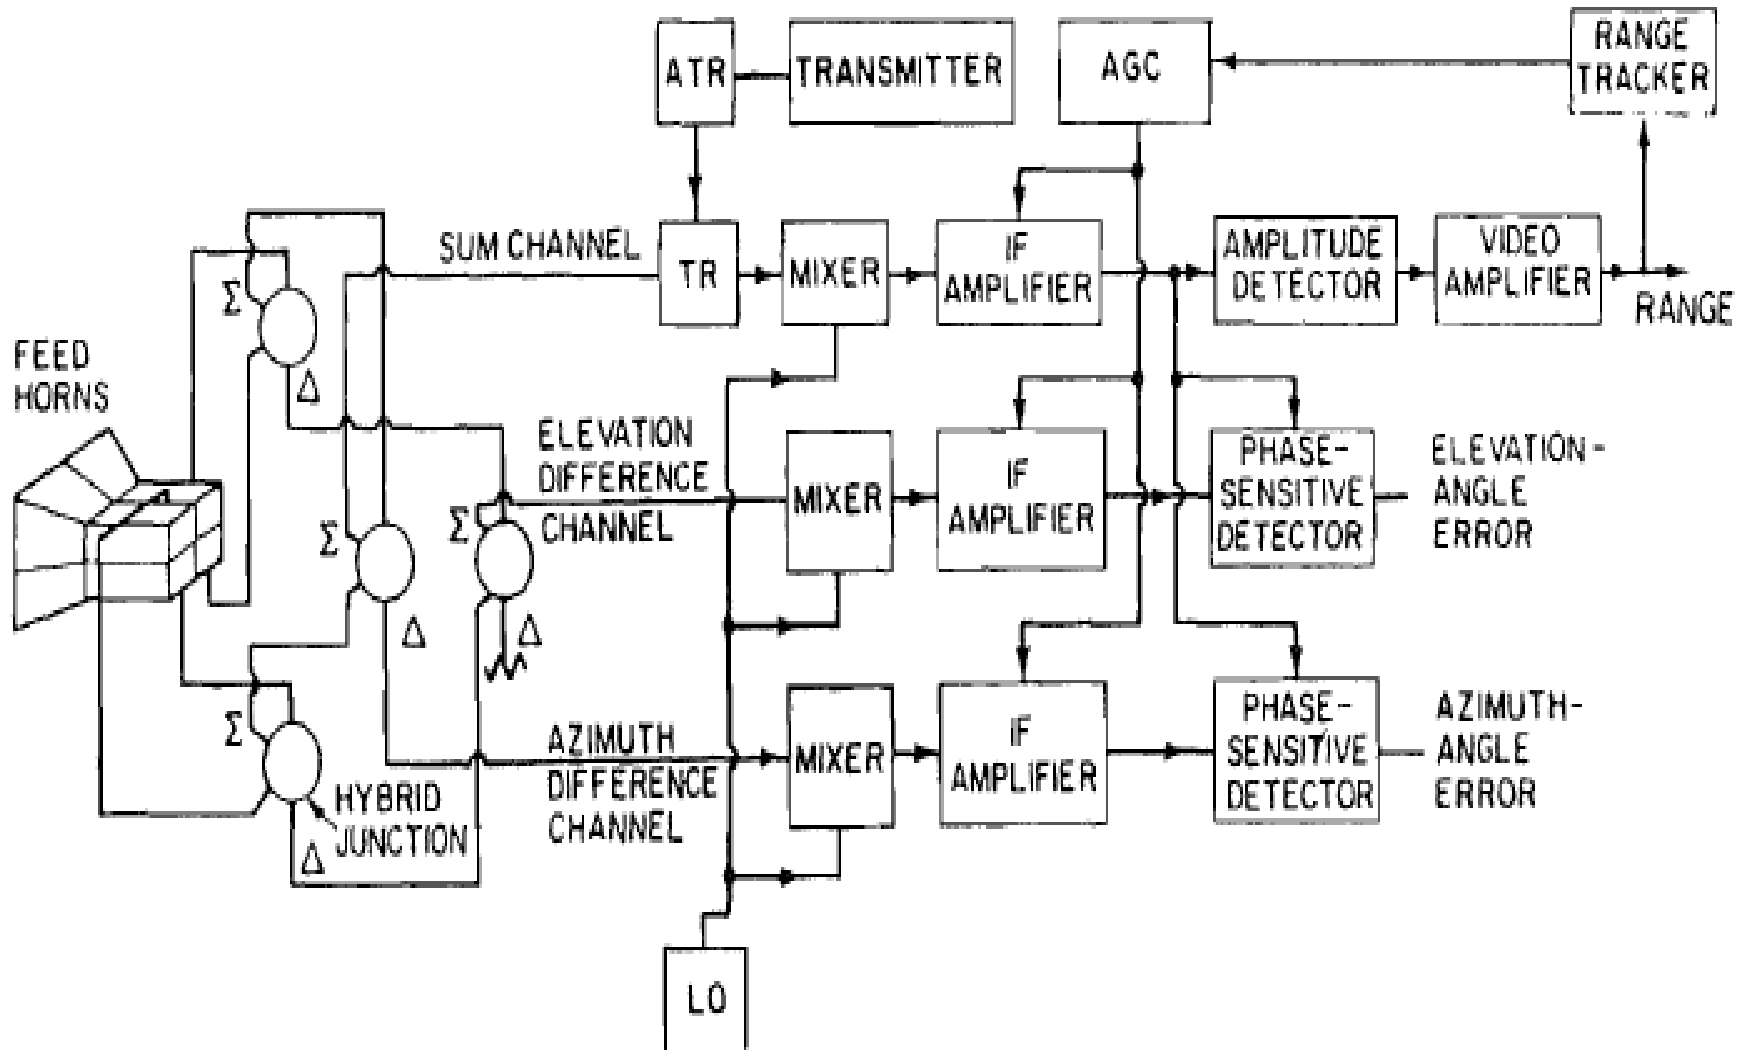 ATR
TRANSMITTER
AGC
RANGE
TRACKER
SUM CHANNEL
TR
MIXER
IF
AMPLIFIER
AMPLITUDE
DETECTOR
VIDEO
AMPLIFIER
RANGE
Σ
Δ
FEED
HORNS
ELEVATION
DIFFERENCE
CHANNEL
MIXER
IF
AMPLIFIER
PHASE-
SENSITIVE
DETECTOR
ELEVATION-
ANGLE
ERROR
Σ
Δ
Σ
Δ
Σ
Δ
HYBRID
JUNCTION
AZIMUTH
DIFFERENCE
CHANNEL
MIXER
IF
AMPLIFIER
PHASE-
SENSITIVE
DETECTOR
AZIMUTH-
ANGLE
ERROR
LO